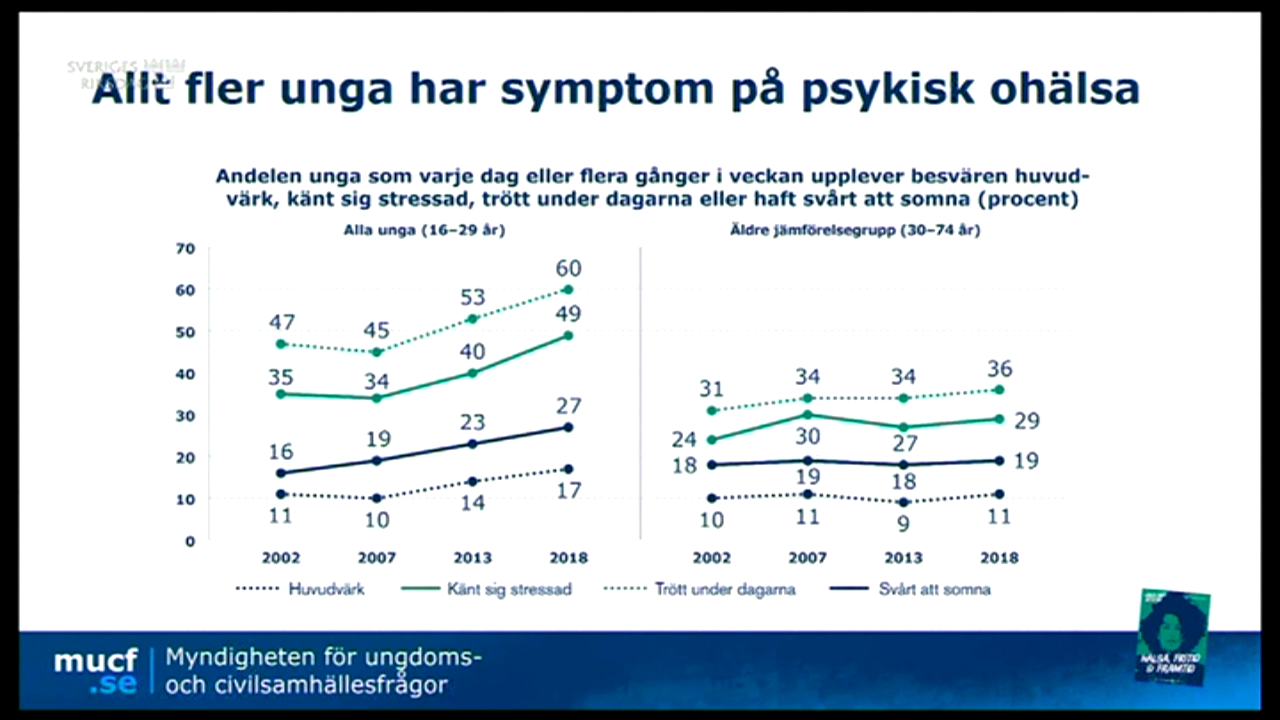 SVERIGES
RIKSDAG
Allt fler unga har symptom på psykisk ohälsa
Andelen unga som varje dag eller flera gånger i veckan upplever besvären huvud-
värk, känt sig stressad, trött under dagarna eller haft svårt att somna (procent)
Alla unga (16–29 år)
Äldre jämförelsegrupp (30–74 år)
70
60
50
40
30
20
10
0
47 45 53 60
35 34 40 49
16 19 23 27
11 10 14 17
2002 2007 2013 2018
31 34 34 36
24 30 27 29
18 19 18 19
10 11 9 11
2002 2007 2013 2018
Huvudvärk Känt sig stressad Trött under dagarna Svårt att somna
mucf
.se
Myndigheten för ungdoms-
och civilsamhällesfrågor
HÄLSA, FRITID
& FRAMTID